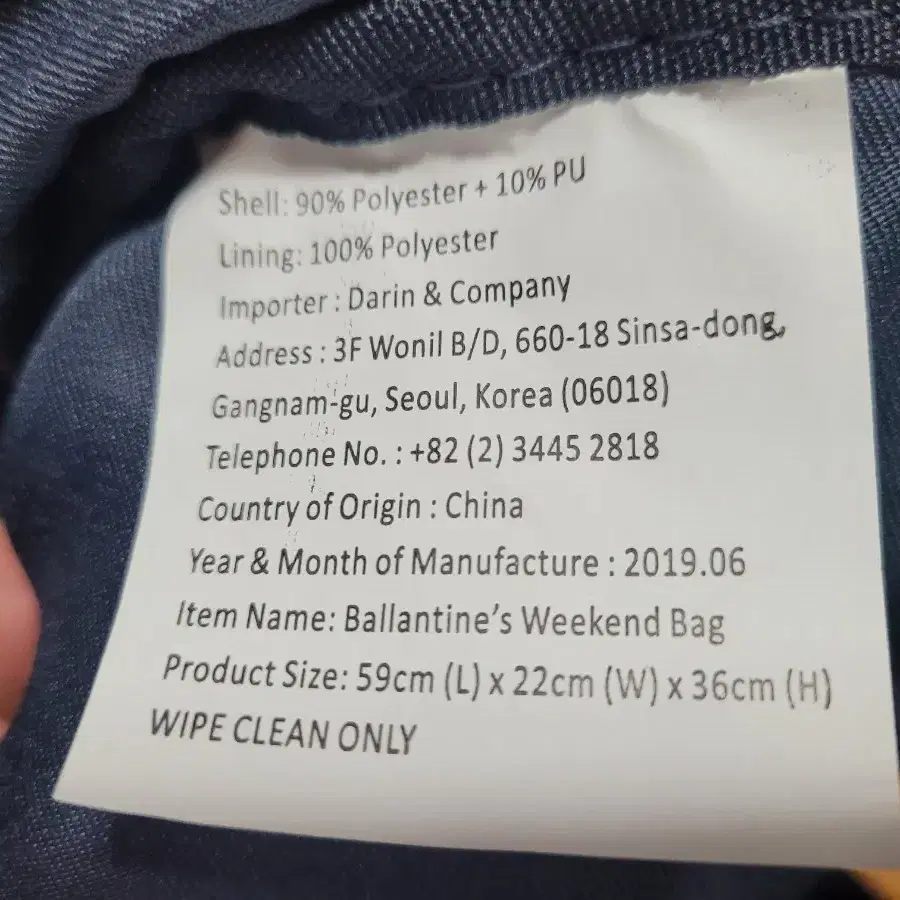 Shell: 90% Polyester + 10% PU
Lining: 100% Polyester
Importer : Darin & Company
Address : 3F Wonil B/D, 660-18 Sinsa-dong,
Gangnam-gu, Seoul, Korea (06018)
Telephone No. : +82 (2) 3445 2818
Country of Origin : China
Year & Month of Manufacture : 2019.06
Item Name: Ballantine's Weekend Bag
Product Size: 59cm (L) x 22cm (W) x 36cm (H)
WIPE CLEAN ONLY